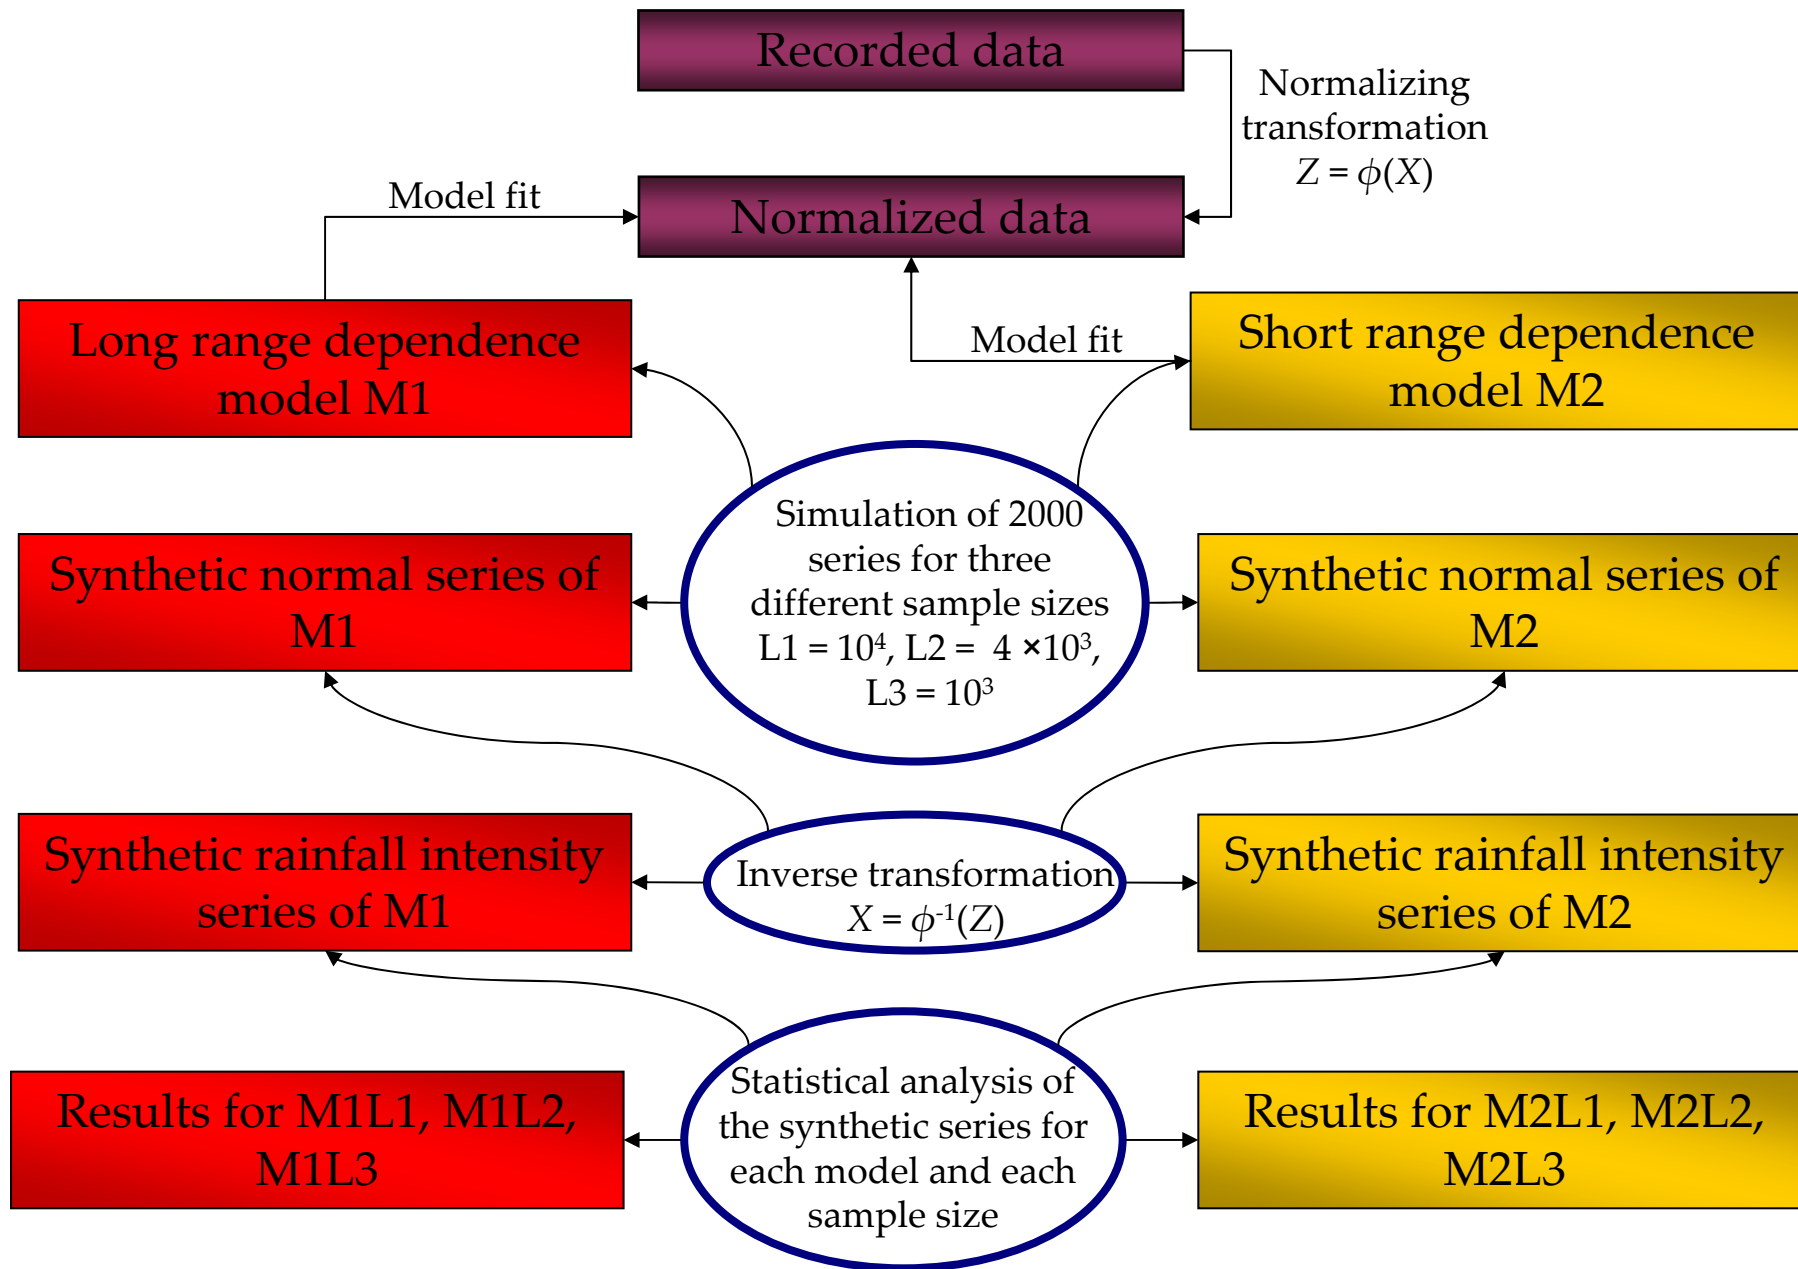 Recorded data
Normalizing
transformation
Z = ϕ(X)
Model fit
Normalized data
Long range dependence
model M1
Model fit
Short range dependence
model M2
Simulation of 2000
series for three
different sample sizes
L1 = 10⁴, L2 = 4 ×10³,
L3 = 10³
Synthetic normal series of
M1
Synthetic normal series of
M2
Synthetic rainfall intensity
series of M1
Inverse transformation
X = ϕ⁻¹(Z)
Synthetic rainfall intensity
series of M2
Results for M1L1, M1L2,
M1L3
Statistical analysis of
the synthetic series for
each model and each
sample size
Results for M2L1, M2L2,
M2L3